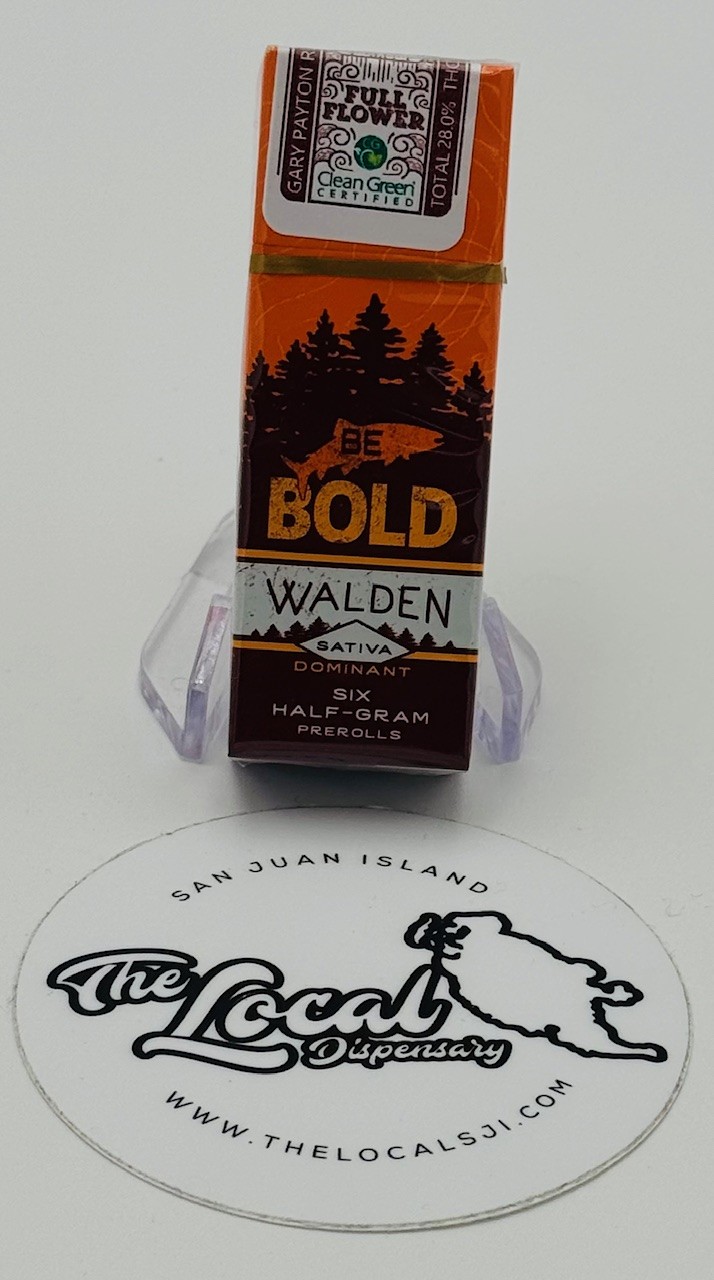 GARY PAYTON
FULL
FLOWER
CG
Clean Green
CERTIFIED
TOTAL 28.0%
BE
BOLD
WALDEN
SATIVA
DOMINANT
SIX
HALF-GRAM
PREROLLS
SAN JUAN ISLAND
The Local
Dispensary
WWW.THELOCALSJI.COM